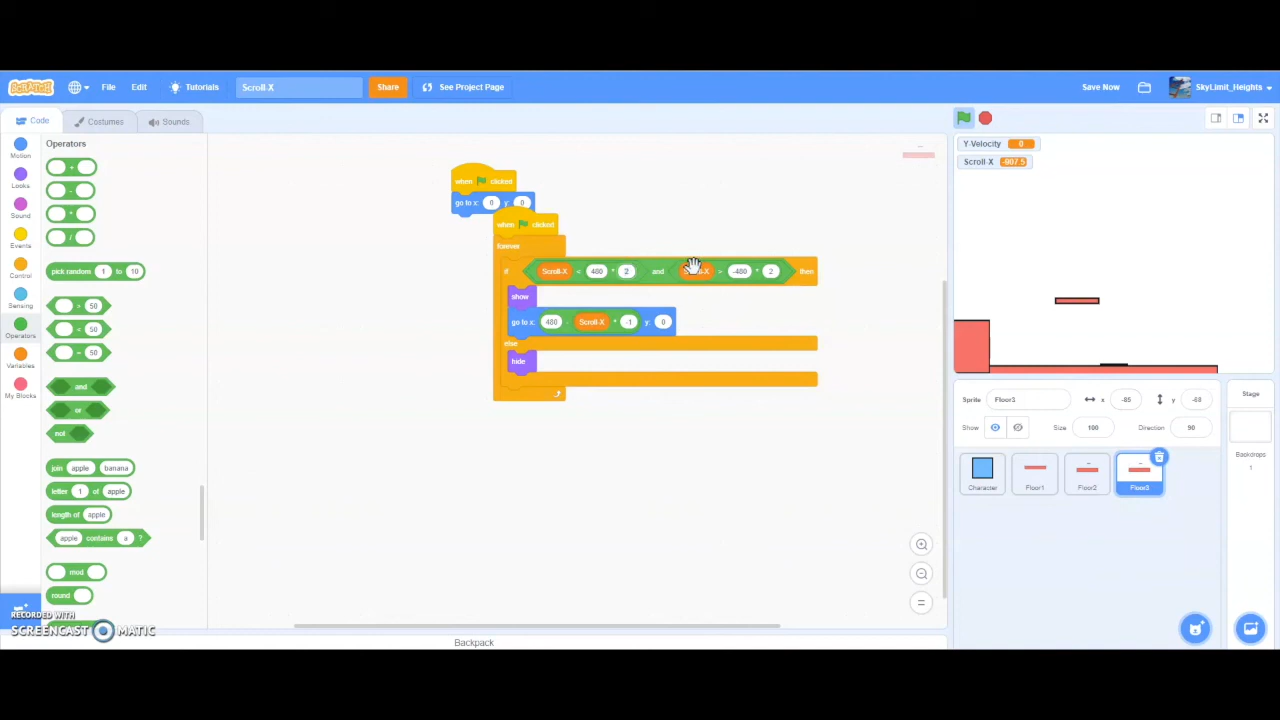 SCRATCH File Edit Tutorials Scroll-X Share See Project Page Save Now SkyLimit_Heights
Code Costumes Sounds
Motion
Looks
Sound
Events
Control
Sensing
Operators
Variables
My Blocks
Operators
+
-
*
/
pick random 1 to 10
> 50
< 50
= 50
and
or
not
join apple banana
letter 1 of apple
length of apple
apple contains a ?
mod
round
when clicked
go to x: 0 y: 0
when clicked
forever
if Scroll-X < 480 * 2 and > -480 * 2 then
show
go to x: 480 Scroll-X * -1 y: 0
else
hide
Y-Velocity 0
Scroll-X -907.5
Sprite Floor3 x -85 y -68
Show Size 100 Direction 90
Character Floor1 Floor2 Floor3
Stage
Backdrops
1
Backpack
RECORDED WITH
SCREENCAST MATIC